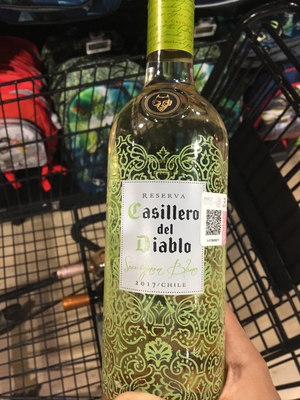 RESERVA
Casillero
del
Diablo
Sauvignon Blanc
2017/CHILE